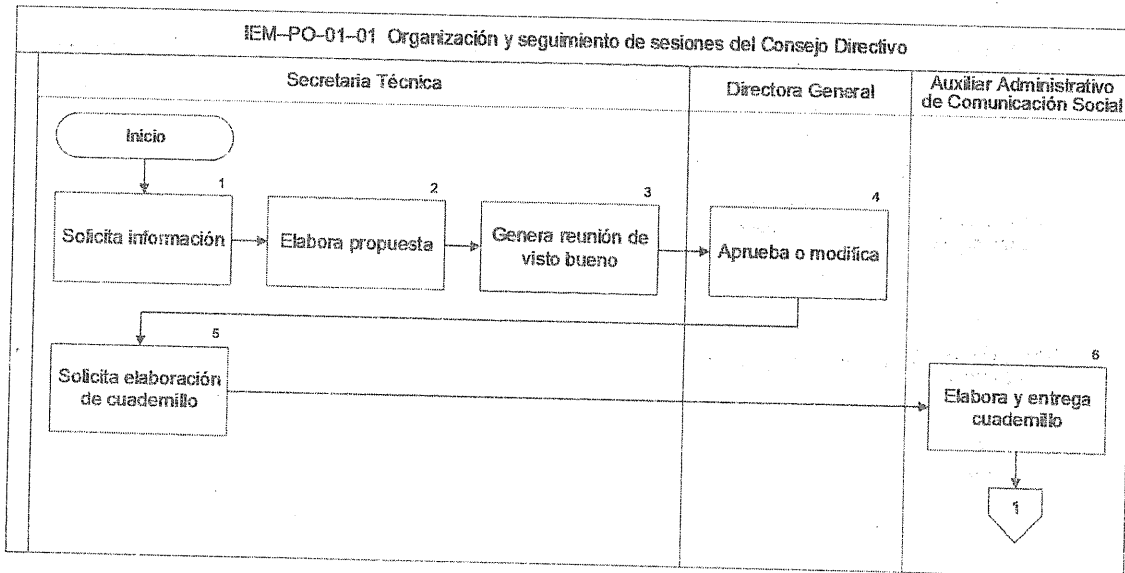 IEM–PO–01–01 Organización y seguimiento de sesiones del Consejo Directivo
Secretaria Técnica
Directora General
Auxiliar Administrativo
de Comunicación Social
Inicio
1
Solicita información
2
Elabora propuesta
3
Genera reunión de
visto bueno
4
Aprueba o modifica
5
Solicita elaboración
de cuadernillo
6
Elabora y entrega
cuadernillo
1